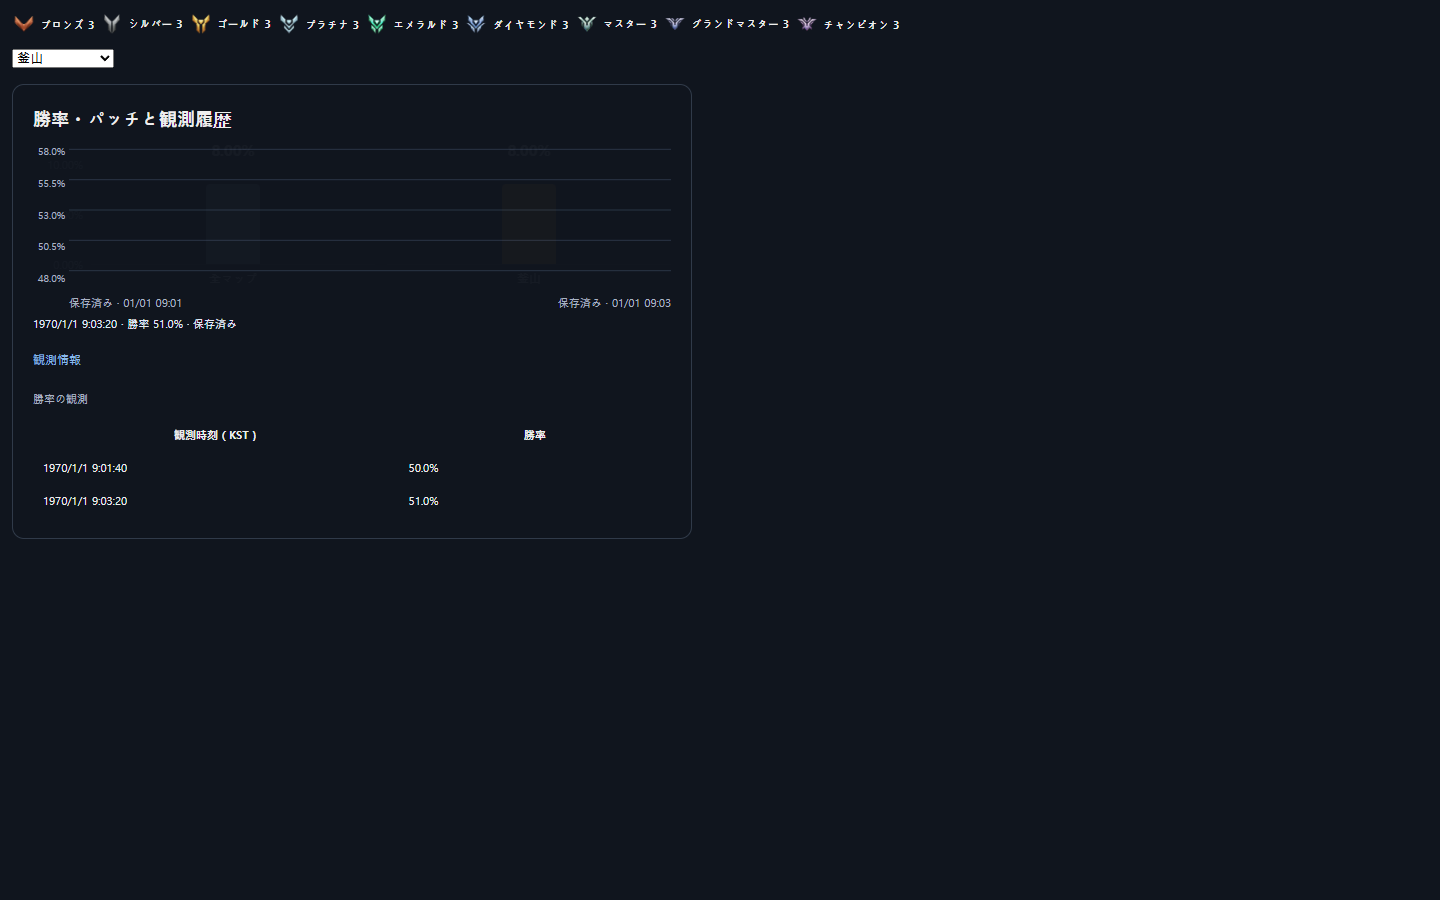 ブロンズ 3 シルバー 3 ゴールド 3 プラチナ 3 エメラルド 3 ダイヤモンド 3 マスター 3 グランドマスター 3 チャンピオン 3
釜山
勝率・パッチと観測履歴
58.0%
55.5%
53.0%
50.5%
48.0%
保存済み · 01/01 09:01 保存済み · 01/01 09:03
1970/1/1 9:03:20 · 勝率 51.0% · 保存済み
観測情報
勝率の観測
観測時刻 ( KST ) 勝率
1970/1/1 9:01:40 50.0%
1970/1/1 9:03:20 51.0%